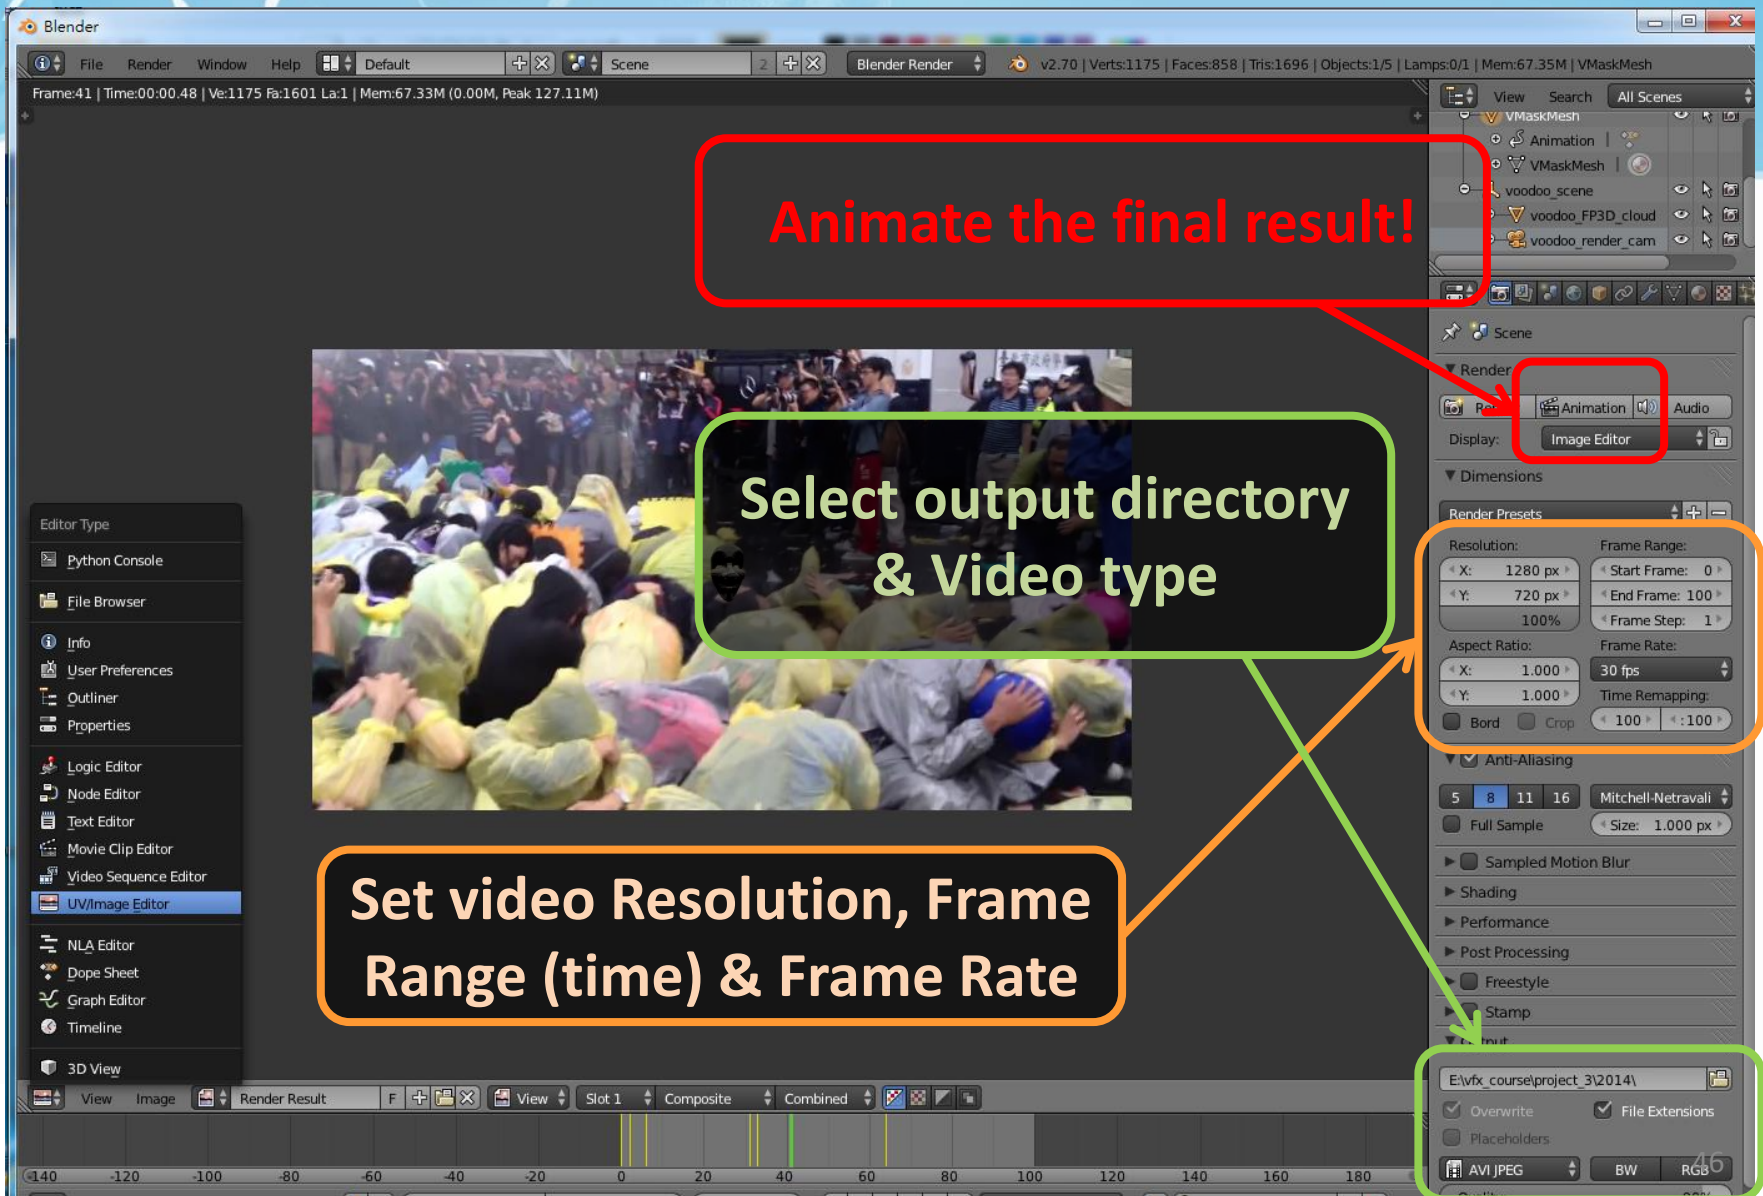 Blender
File Render Window Help Default Scene 2 Blender Render v2.70 | Verts:1175 | Faces:858 | Tris:1696 | Objects:1/5 | Lamps:0/1 | Mem:67.35M | VMaskMesh
Frame:41 | Time:00:00.48 | Ve:1175 Fa:1601 La:1 | Mem:67.33M (0.00M, Peak 127.11M)
View Search All Scenes
VMaskMesh
Animation
VMaskMesh
voodoo_scene
voodoo_FP3D_cloud
voodoo_render_cam
Animate the final result!
Scene
Render
Animation Audio
Display: Image Editor
Dimensions
Render Presets
Resolution: Frame Range:
X: 1280 px Start Frame: 0
Y: 720 px End Frame: 100
100% Frame Step: 1
Aspect Ratio: Frame Rate:
X: 1.000 30 fps
Y: 1.000 Time Remapping:
Bord Crop 100 :100
Anti-Aliasing
5 8 11 16 Mitchell-Netravali
Full Sample Size: 1.000 px
Sampled Motion Blur
Shading
Performance
Post Processing
Freestyle
Stamp
Output
E:\vfx_course\project_3\2014\
Overwrite File Extensions
Placeholders
AVI JPEG BW RGB
46
Select output directory
& Video type
Set video Resolution, Frame
Range (time) & Frame Rate
Editor Type
Python Console
File Browser
Info
User Preferences
Outliner
Properties
Logic Editor
Node Editor
Text Editor
Movie Clip Editor
Video Sequence Editor
UV/Image Editor
NLA Editor
Dope Sheet
Graph Editor
Timeline
3D View
View Image Render Result F View Slot 1 Composite Combined
-140 -120 -100 -80 -60 -40 -20 0 20 40 60 80 100 120 140 160 180